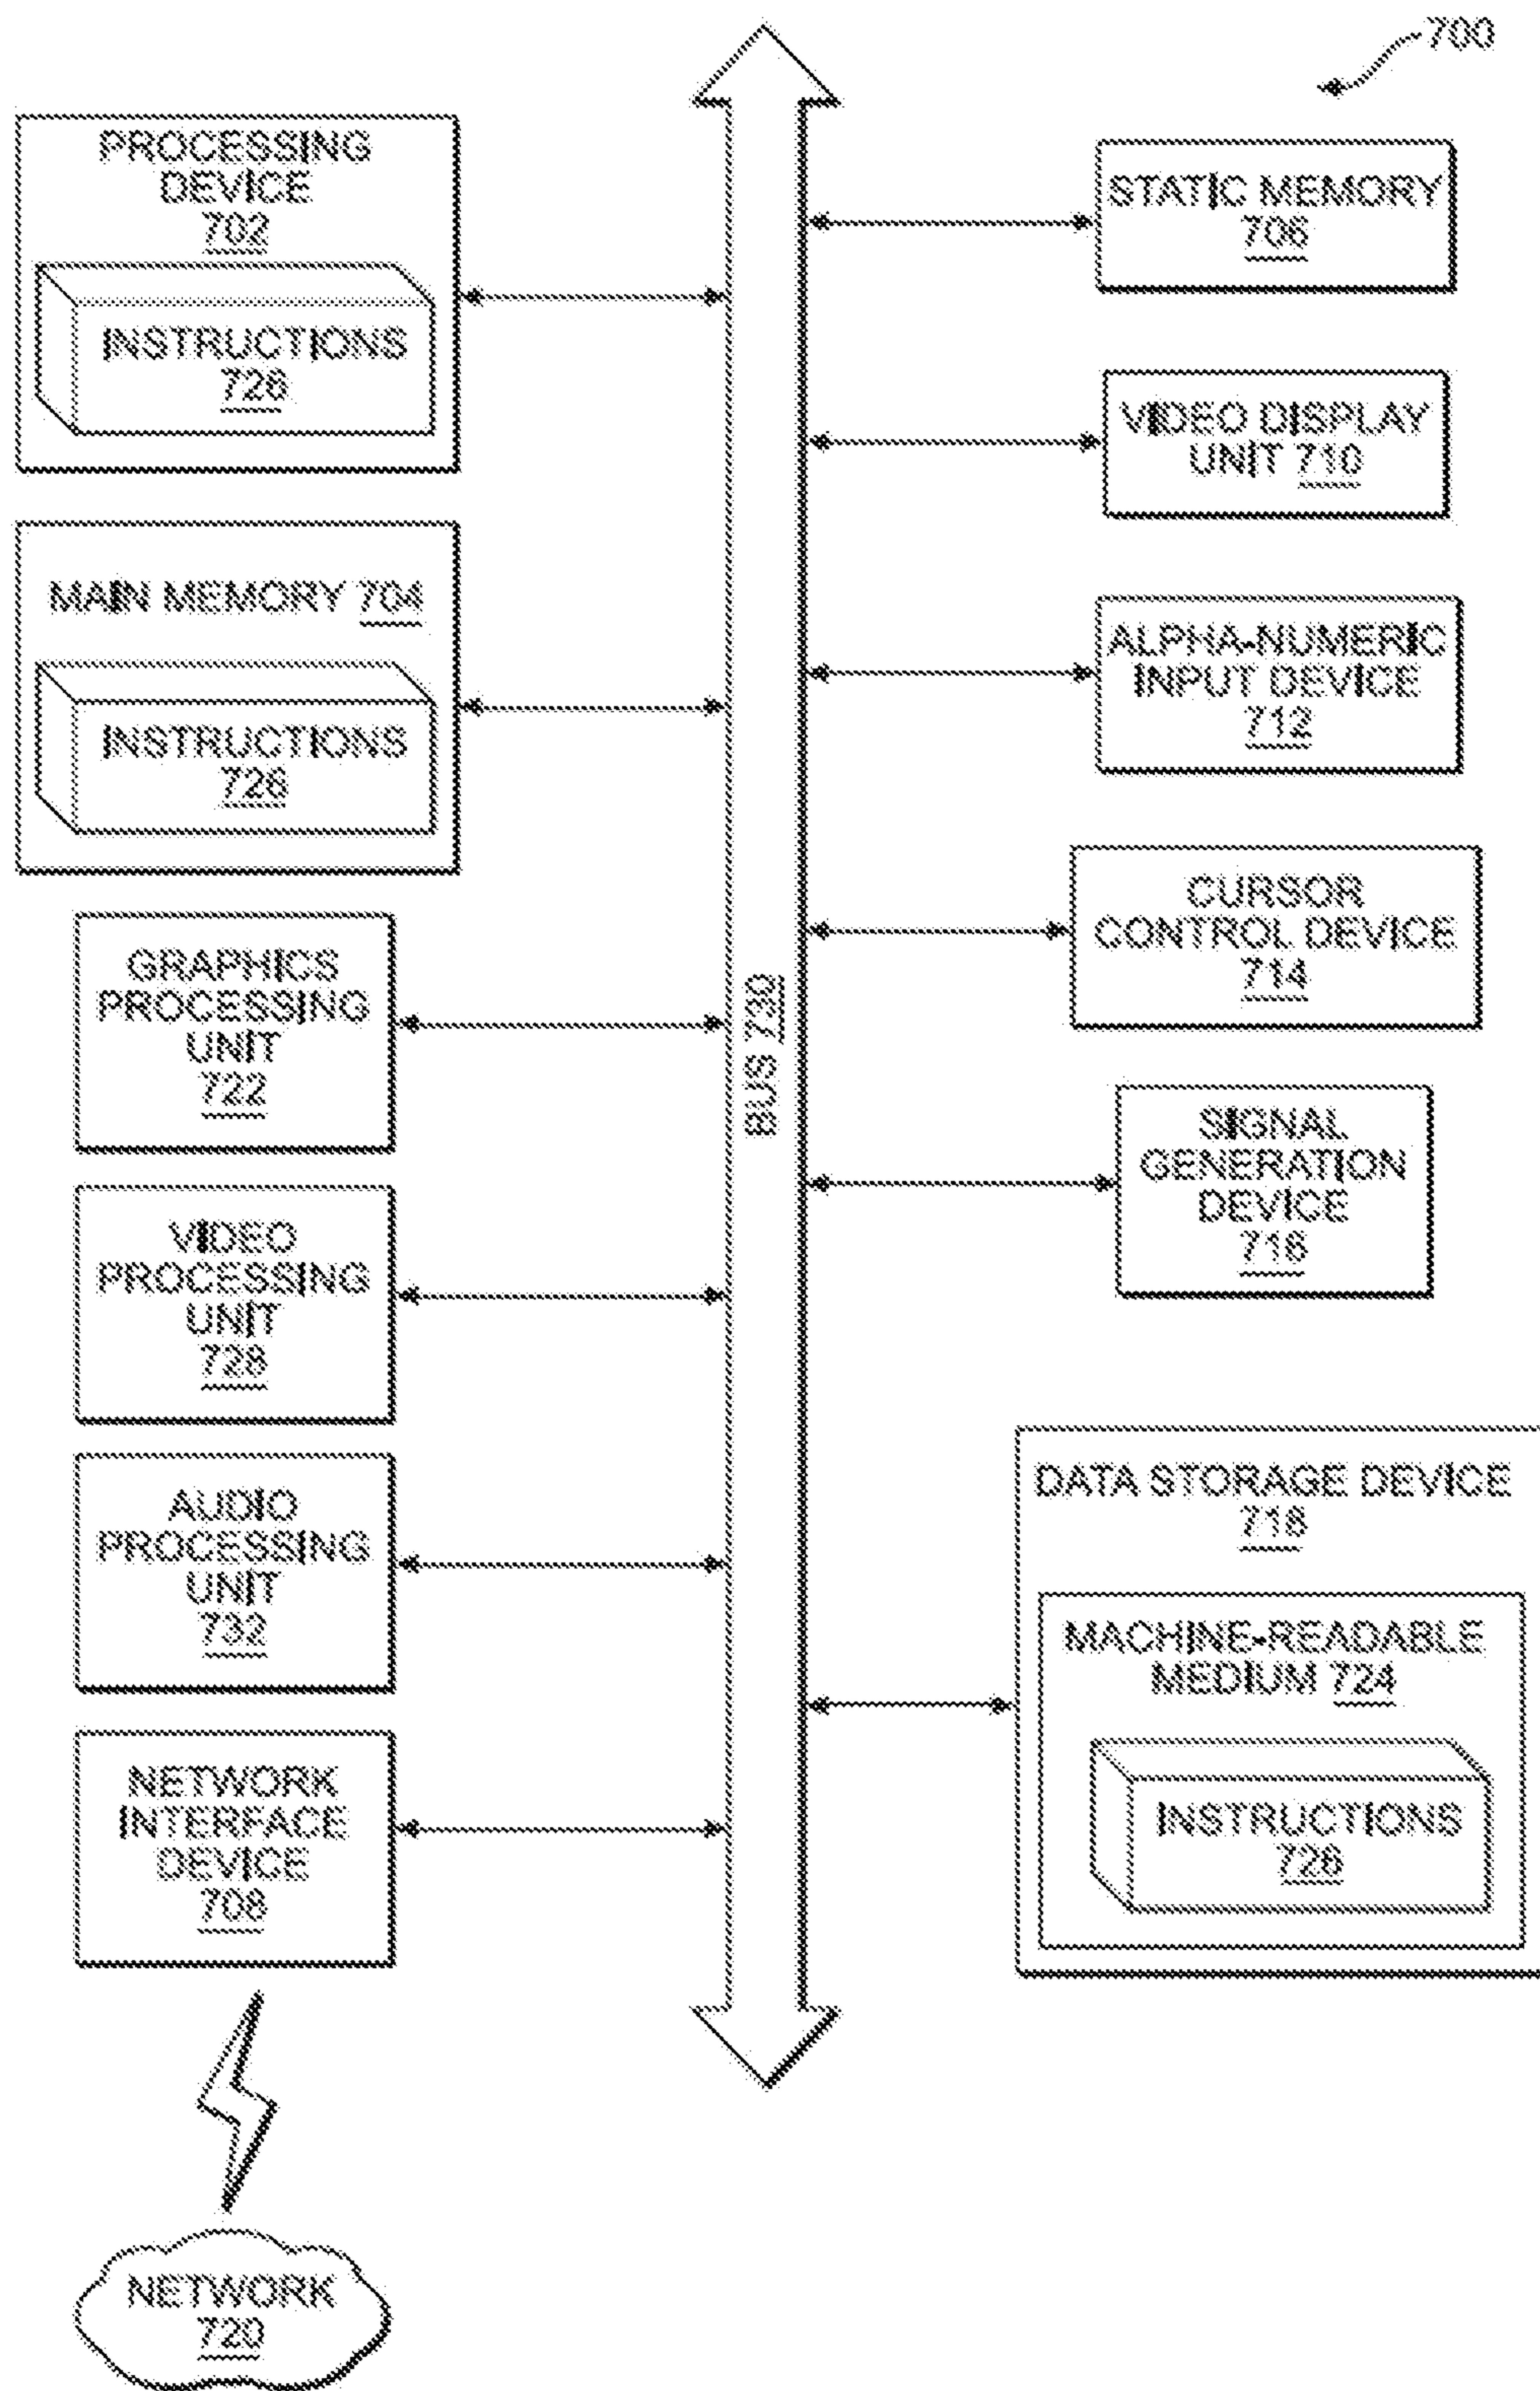 700
PROCESSING
DEVICE
702
INSTRUCTIONS
726
MAIN MEMORY 704
INSTRUCTIONS
726
GRAPHICS
PROCESSING
UNIT
722
VIDEO
PROCESSING
UNIT
728
AUDIO
PROCESSING
UNIT
732
NETWORK
INTERFACE
DEVICE
708
NETWORK
720
BUS 730
STATIC MEMORY
706
VIDEO DISPLAY
UNIT 710
ALPHA-NUMERIC
INPUT DEVICE
712
CURSOR
CONTROL DEVICE
714
SIGNAL
GENERATION
DEVICE
716
DATA STORAGE DEVICE
718
MACHINE-READABLE
MEDIUM 724
INSTRUCTIONS
726